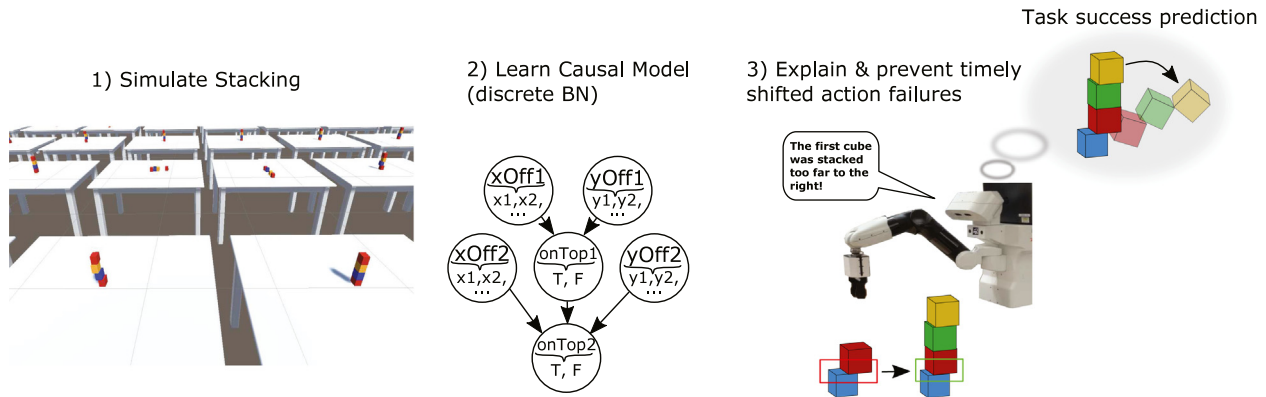 Task success prediction
1) Simulate Stacking
2) Learn Causal Model
(discrete BN)
3) Explain & prevent timely
shifted action failures
The first cube
was stacked
too far to the
right!
xOff1
x1,x2,
...
yOff1
y1,y2,
...
xOff2
x1,x2,
...
onTop1
T, F
yOff2
y1,y2,
...
onTop2
T, F